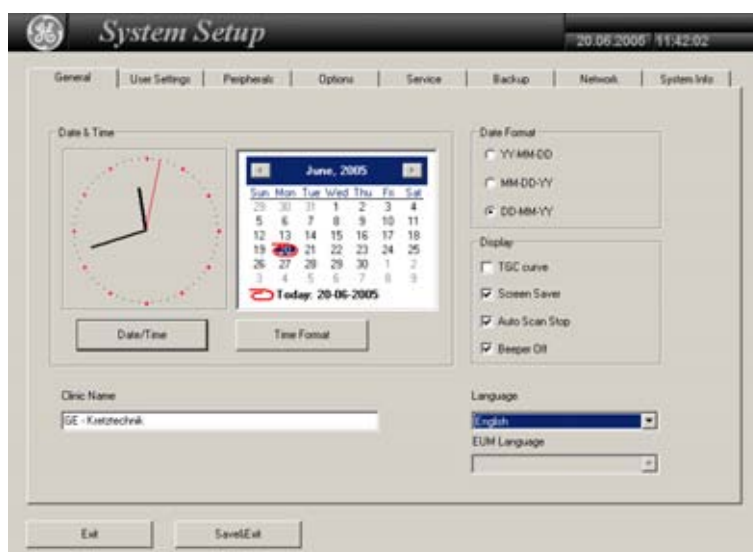 System Setup
20.06.2005 11:42:02
General User Settings Peripherals Options Service Backup Network System Info
Date & Time
June, 2005
Sun Mon Tue Wed Thu Fri Sat
29 30 31 1 2 3 4
5 6 7 8 9 10 11
12 13 14 15 16 17 18
19 20 21 22 23 24 25
26 27 28 29 30 1 2
3 4 5 6 7 8 9
Today: 20-06-2005
Date/Time
Time Format
Date Format
YY-MM-DD
MM-DD-YY
DD-MM-YY
Display
TGC curve
Screen Saver
Auto Scan Stop
Beeper Off
Clinic Name
GE - Kretztechnik
Language
English
EUM Language
Exit
Save&Exit